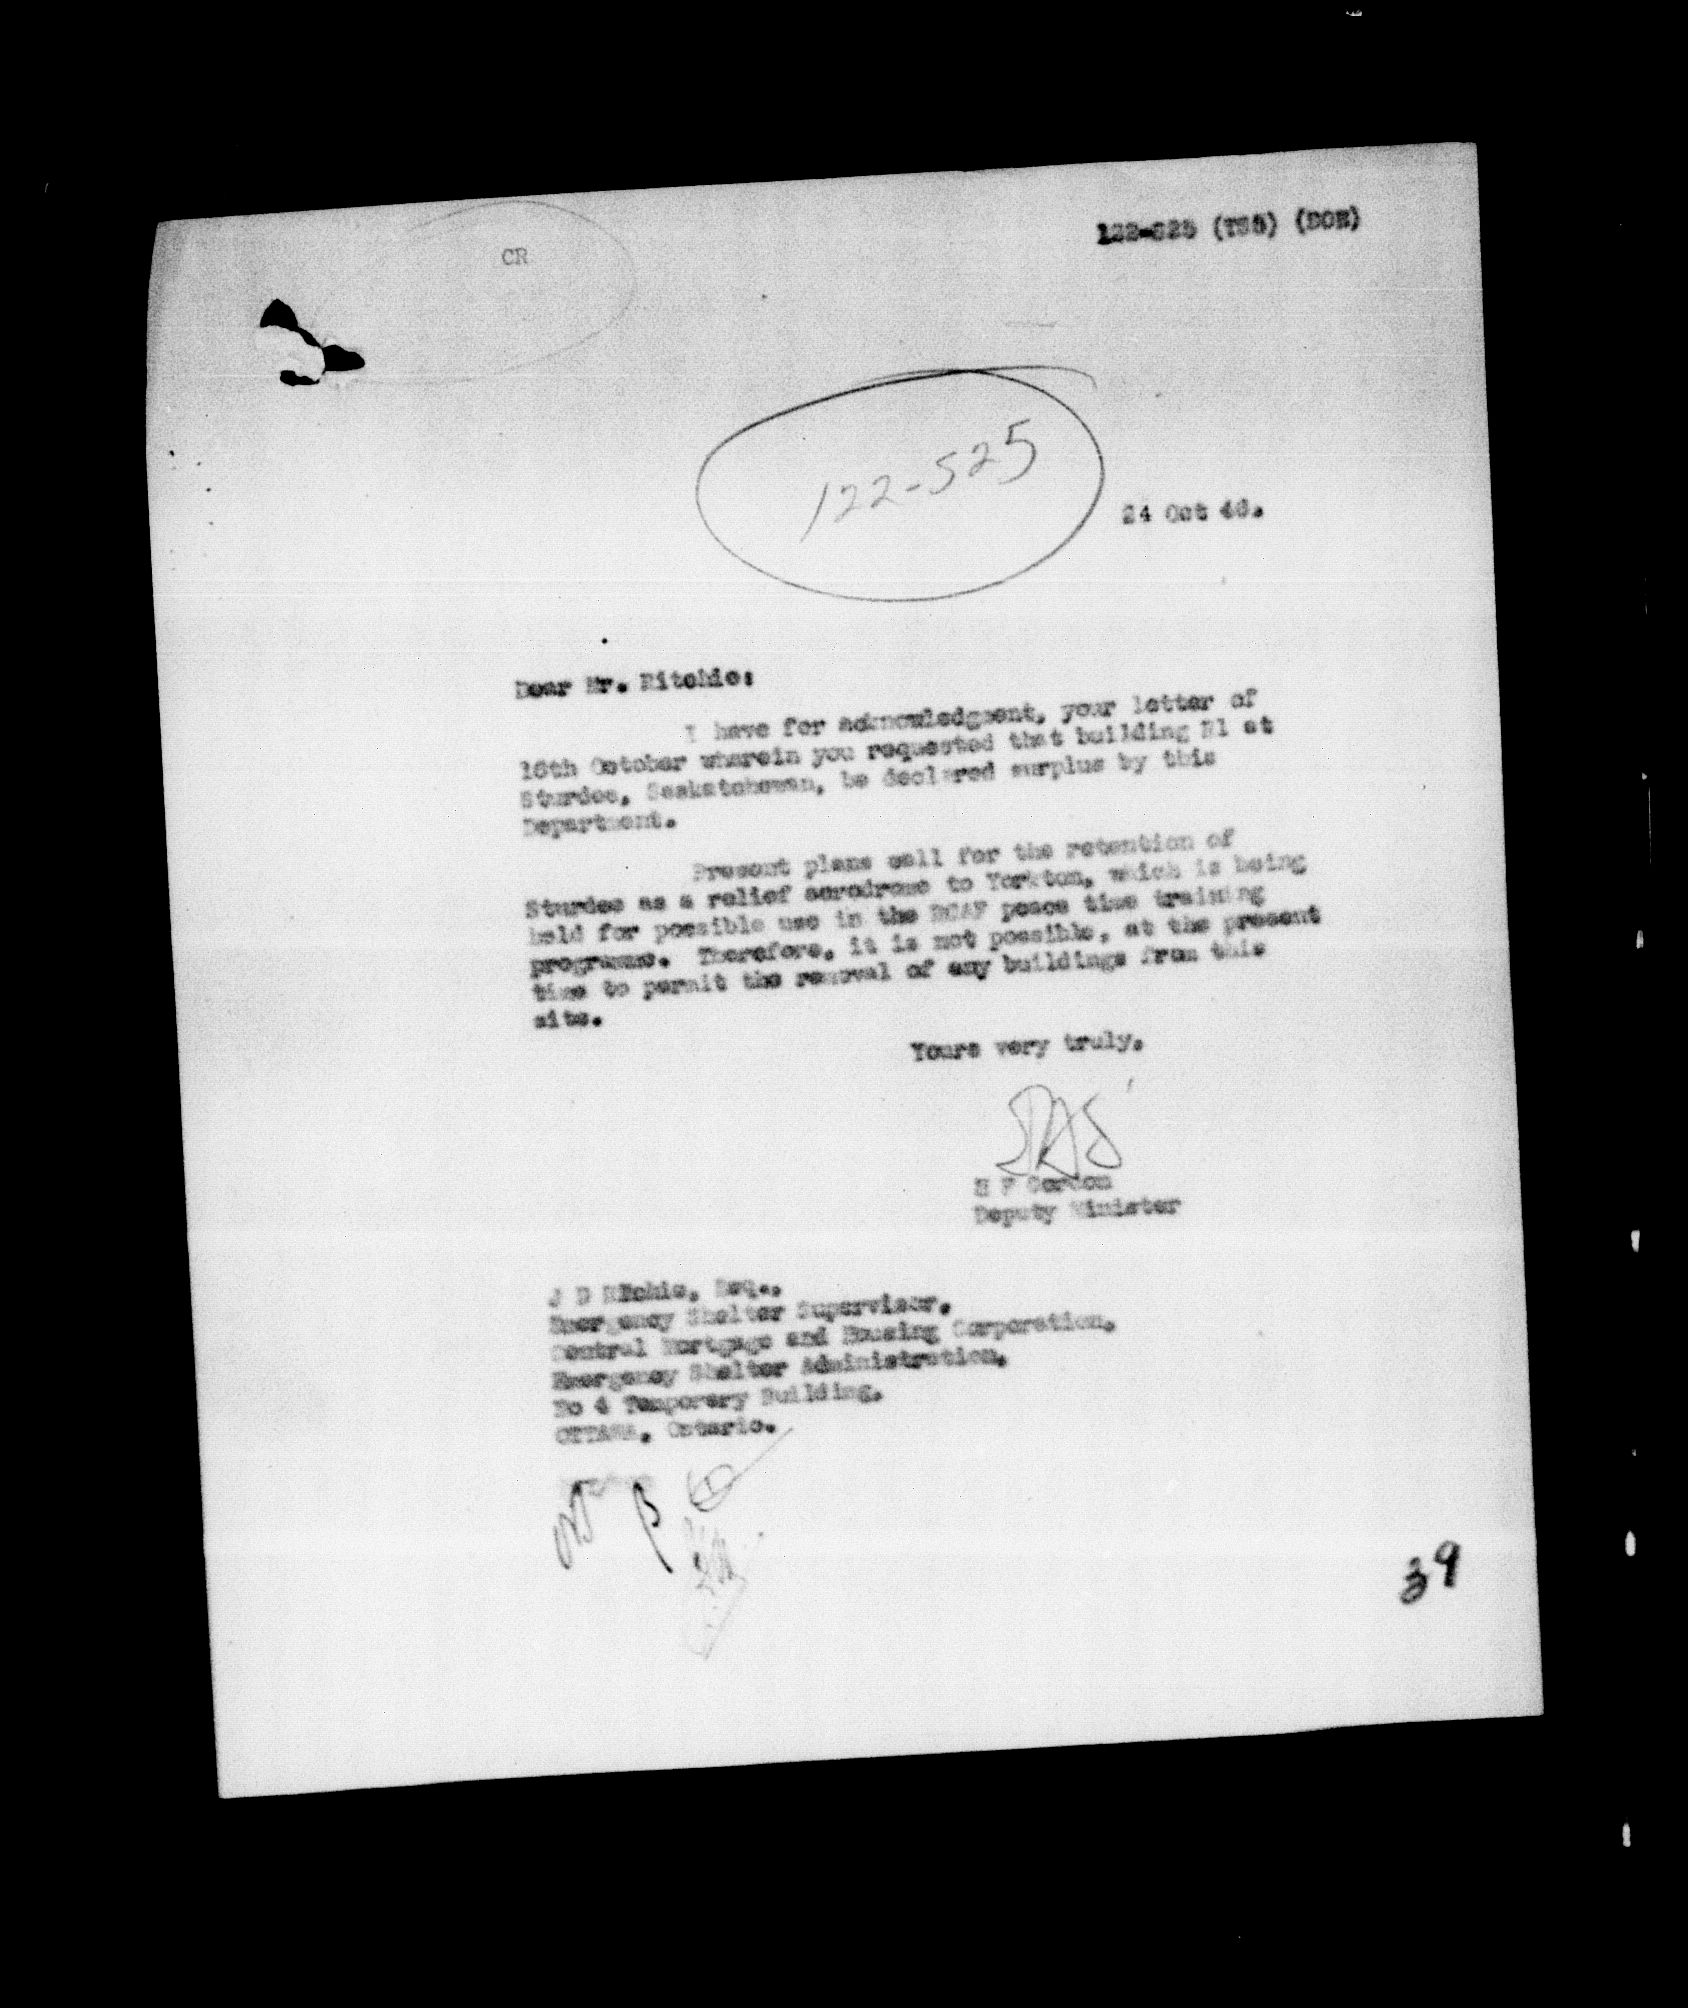 CR
122-525 (TS5) (DOE)
122-525
24 Oct 46.
Dear Mr. Ritchie:
I have for acknowledgment, your letter of
16th October wherein you requested that building at
Sturdee, Saskatchewan, be declared surplus by this
Department.
Present plans call for the retention of
Sturdee as a relief aerodrome to Yorkton, which is being
held for possible use in the RCAF peace time training
programme. Therefore, it is not possible, at the present
time to permit the removal of any buildings from this
site.
Yours very truly,
H F Gordon
Deputy Minister
J D Ritchie, Esq.,
Emergency Shelter Supervisor,
Central Mortgage and Housing Corporation,
Emergency Shelter Administration,
No 4 Temporary Building,
OTTAWA, Ontario.
39